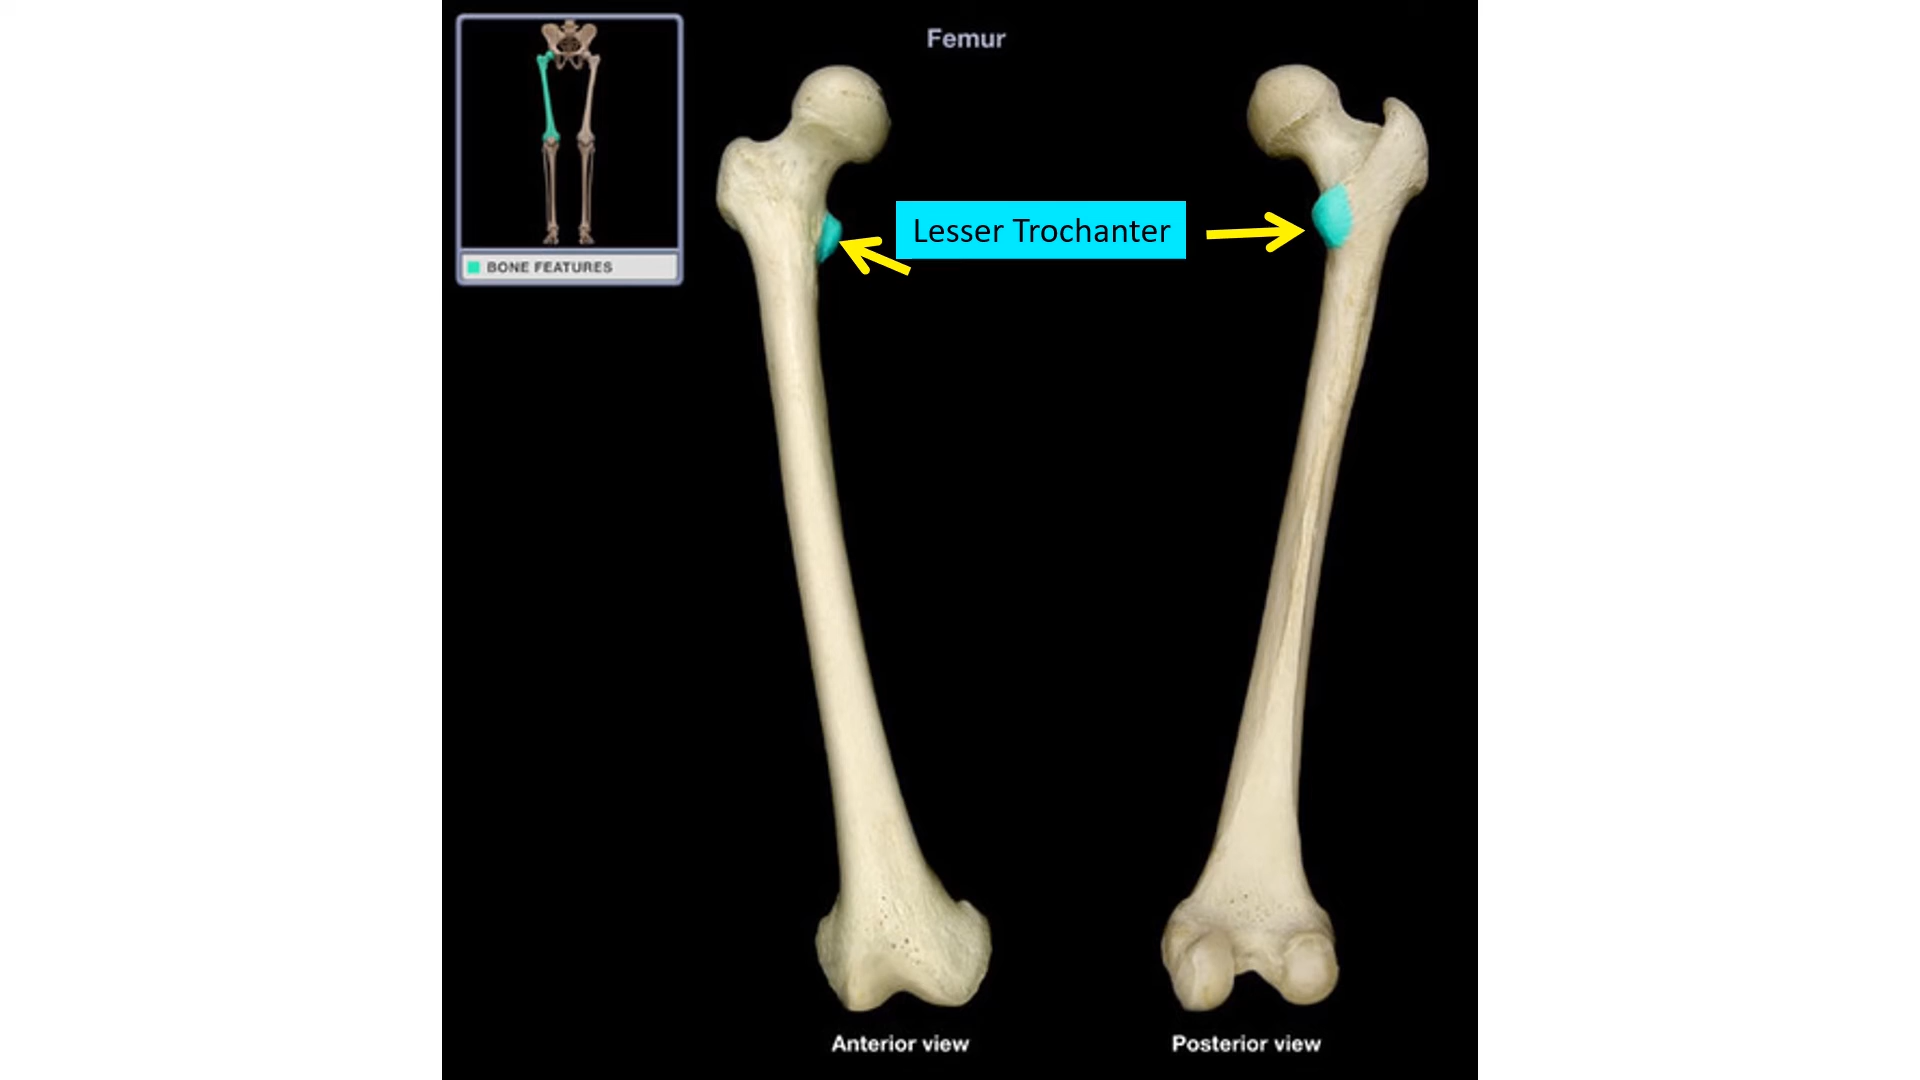 Femur
BONE FEATURES
Lesser Trochanter
Anterior view
Posterior view